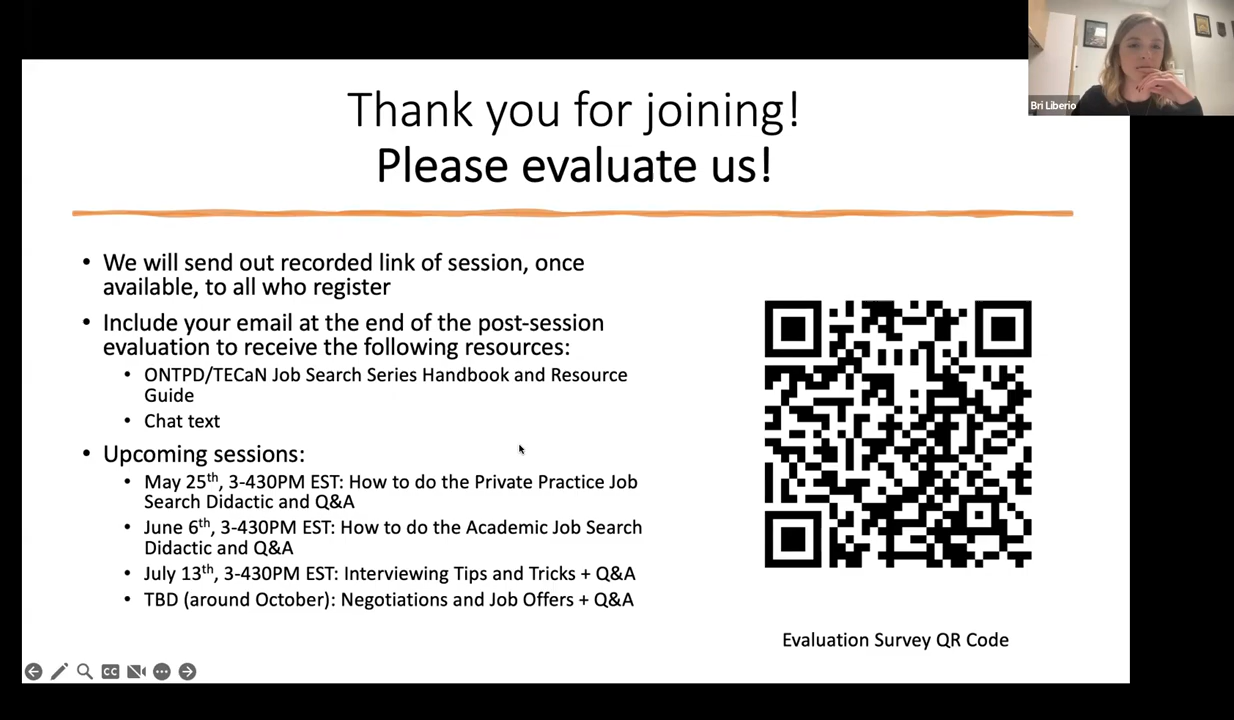 Thank you for joining!
Please evaluate us!
Bri Liberio
• We will send out recorded link of session, once
available, to all who register
• Include your email at the end of the post-session
evaluation to receive the following resources:
• ONTPD/TECaN Job Search Series Handbook and Resource
Guide
• Chat text
• Upcoming sessions:
• May 25th, 3-430PM EST: How to do the Private Practice Job
Search Didactic and Q&A
• June 6th, 3-430PM EST: How to do the Academic Job Search
Didactic and Q&A
• July 13th, 3-430PM EST: Interviewing Tips and Tricks + Q&A
• TBD (around October): Negotiations and Job Offers + Q&A
Evaluation Survey QR Code
CC